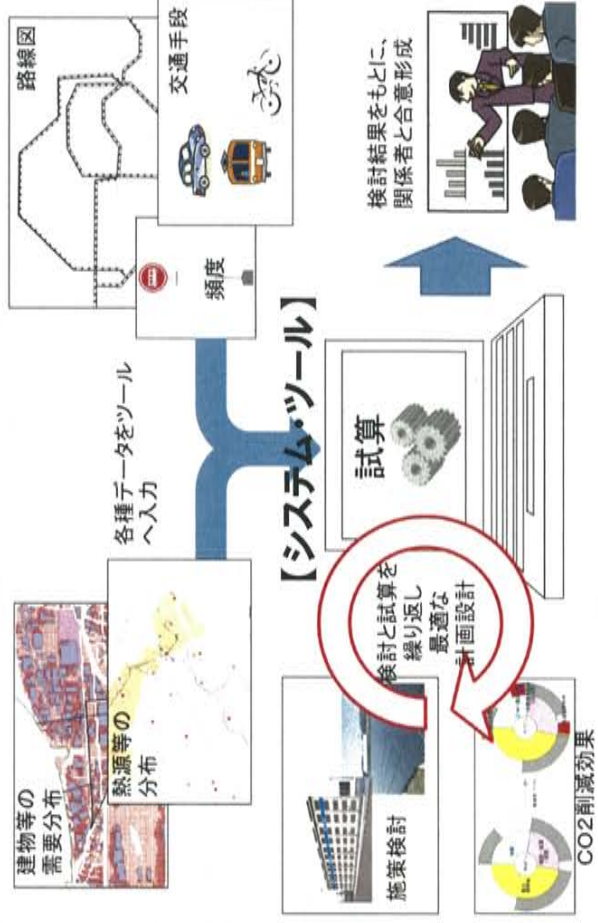 建物等の
需要分布
熱源等の
分布
各種データをツール
へ入力
路線図
頻度
交通手段
【システム・ツール】
施策検討
検討と試算を
繰り返し
最適な
計画設計
試算
CO2削減効果
検討結果をもとに、
関係者と合意形成